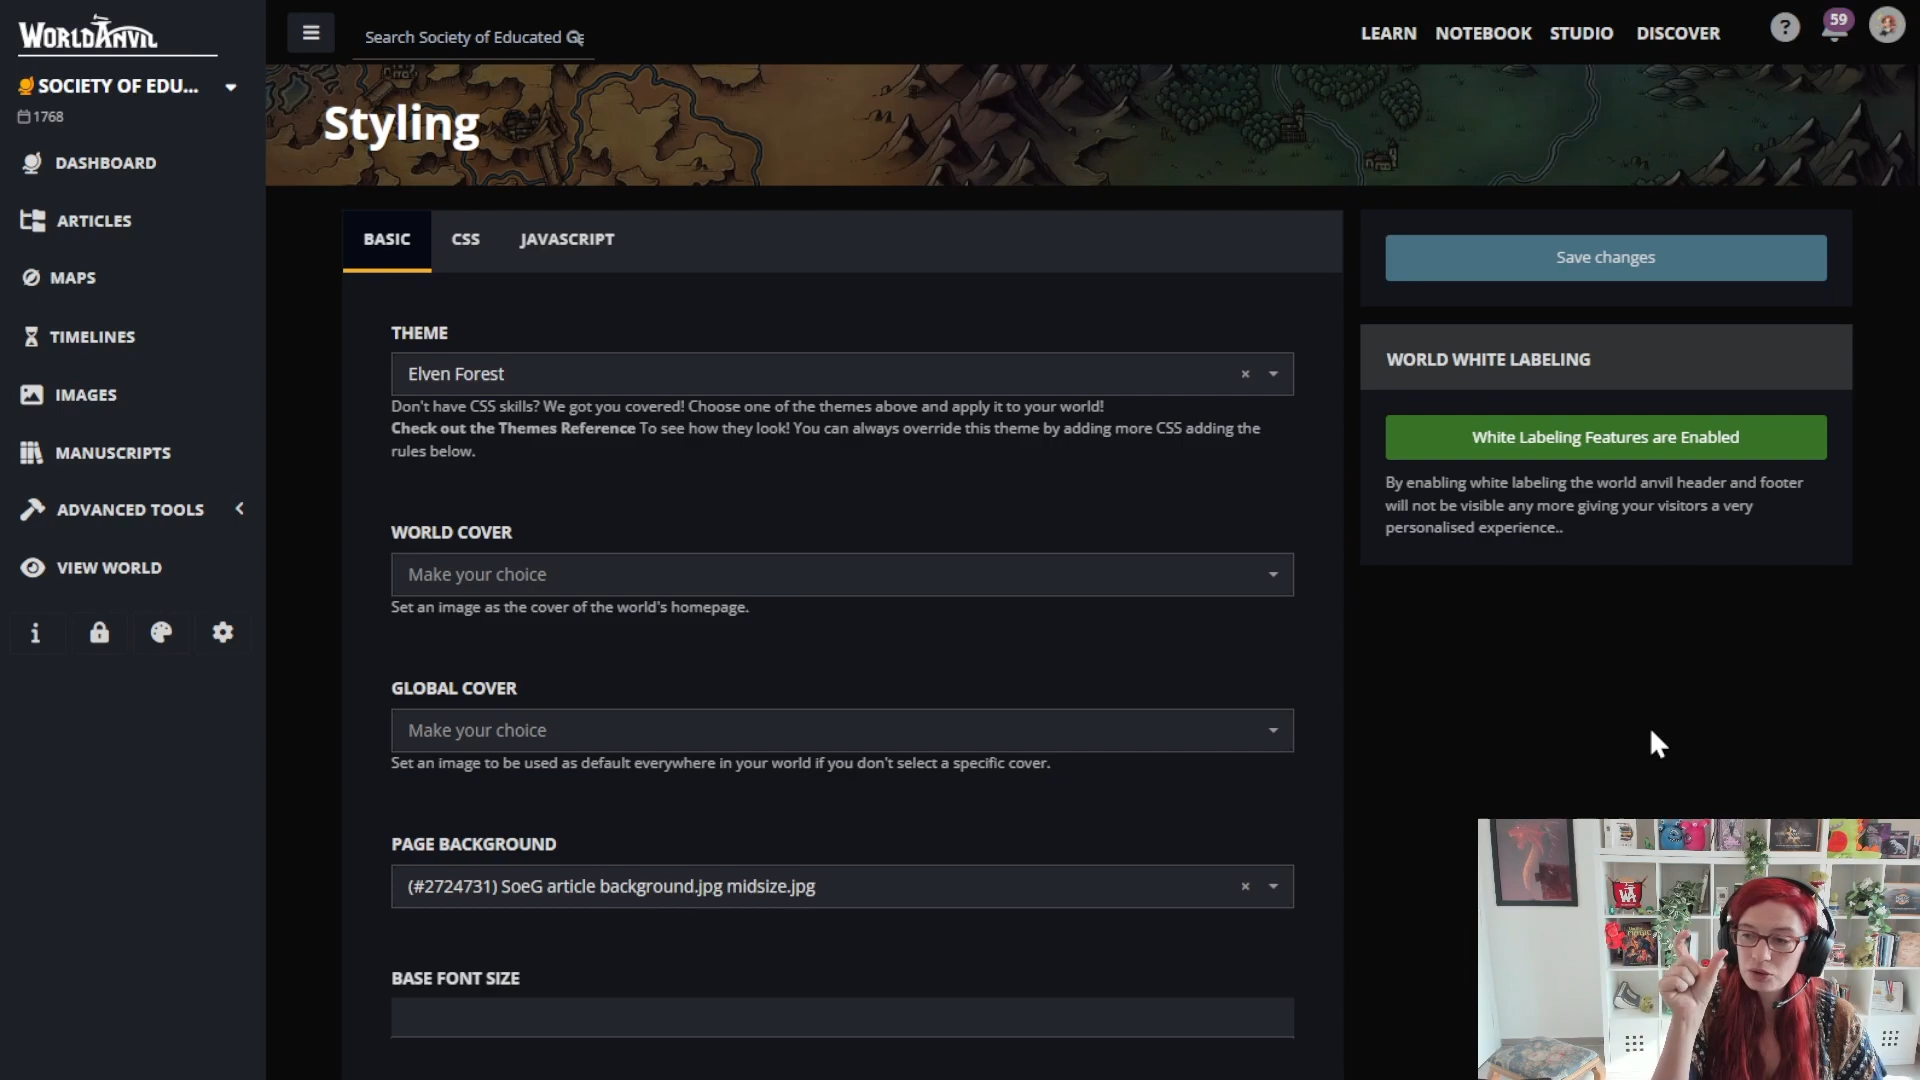 WORLDANVIL
Search Society of Educated Ge
LEARN
NOTEBOOK
STUDIO
DISCOVER
?
59
SOCIETY OF EDU...
1768
DASHBOARD
ARTICLES
MAPS
TIMELINES
IMAGES
MANUSCRIPTS
ADVANCED TOOLS
VIEW WORLD
Styling
BASIC
CSS
JAVASCRIPT
THEME
Elven Forest
Don't have CSS skills? We got you covered! Choose one of the themes above and apply it to your world!
Check out the Themes Reference To see how they look! You can always override this theme by adding more CSS adding the
rules below.
WORLD COVER
Make your choice
Set an image as the cover of the world's homepage.
GLOBAL COVER
Make your choice
Set an image to be used as default everywhere in your world if you don't select a specific cover.
PAGE BACKGROUND
(#2724731) SoeG article background.jpg midsize.jpg
BASE FONT SIZE
Save changes
WORLD WHITE LABELING
White Labeling Features are Enabled
By enabling white labeling the world anvil header and footer
will not be visible any more giving your visitors a very
personalised experience..